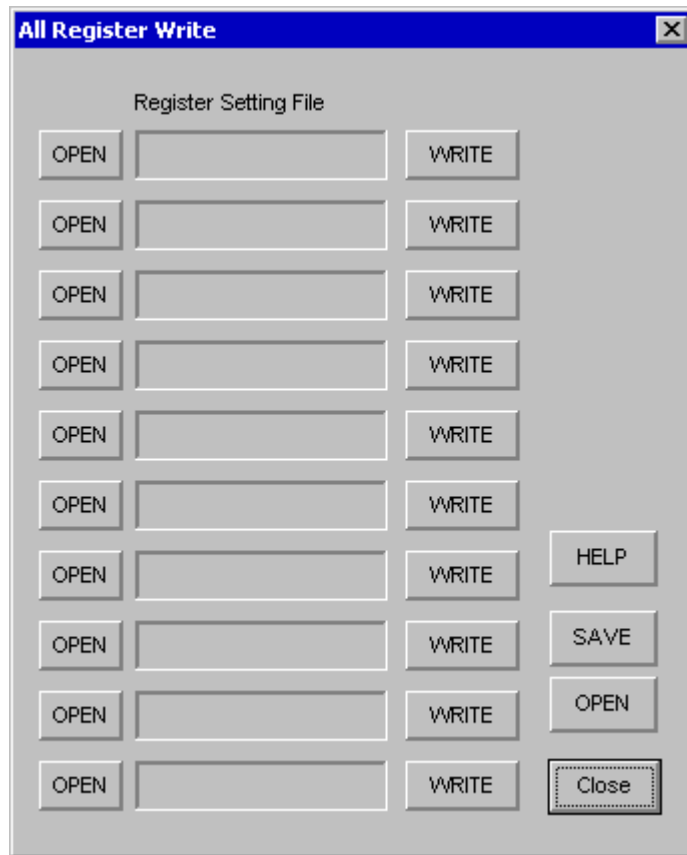 All Register Write
Register Setting File
OPEN WRITE
OPEN WRITE
OPEN WRITE
OPEN WRITE
OPEN WRITE
OPEN WRITE
OPEN WRITE HELP
OPEN WRITE SAVE
OPEN WRITE OPEN
OPEN WRITE Close